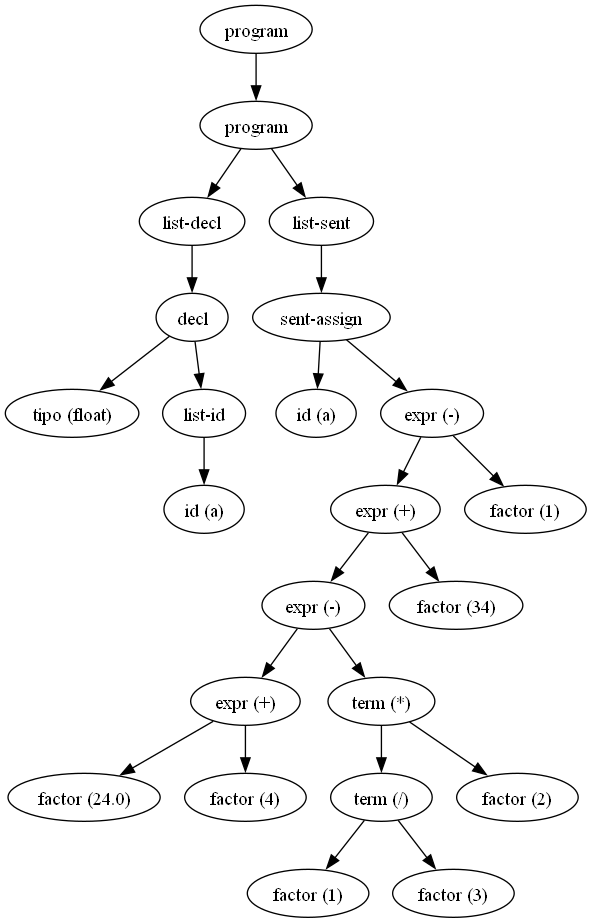 program
program
list-decl
list-sent
decl
sent-assign
tipo (float)
list-id
id (a)
expr (-)
id (a)
expr (+)
factor (1)
expr (-)
factor (34)
expr (+)
term (*)
factor (24.0)
factor (4)
term (/)
factor (2)
factor (1)
factor (3)